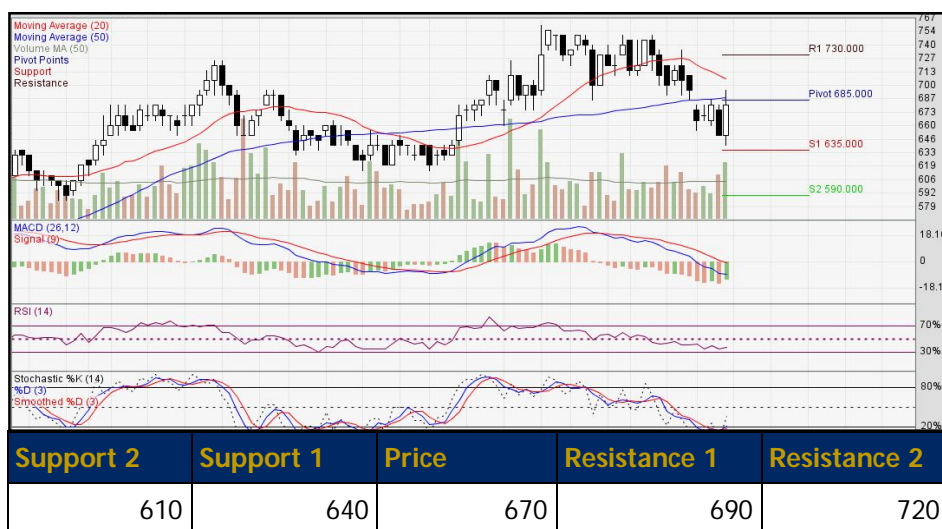 Moving Average (20)
Moving Average (50)
Volume MA (50)
Pivot Points
Support
Resistance
767
754
740
727
713
700
687
673
660
646
633
619
606
592
579
R1 730.000
Pivot 685.000
S1 635.000
S2 590.000
MACD (26,12)
Signal (9)
18.16
0
-18.1
RSI (14)
70%
30%
Stochastic %K (14)
%D (3)
Smoothed %D (3)
80%
20%
Support 2 Support 1 Price Resistance 1 Resistance 2
610 640 670 690 720